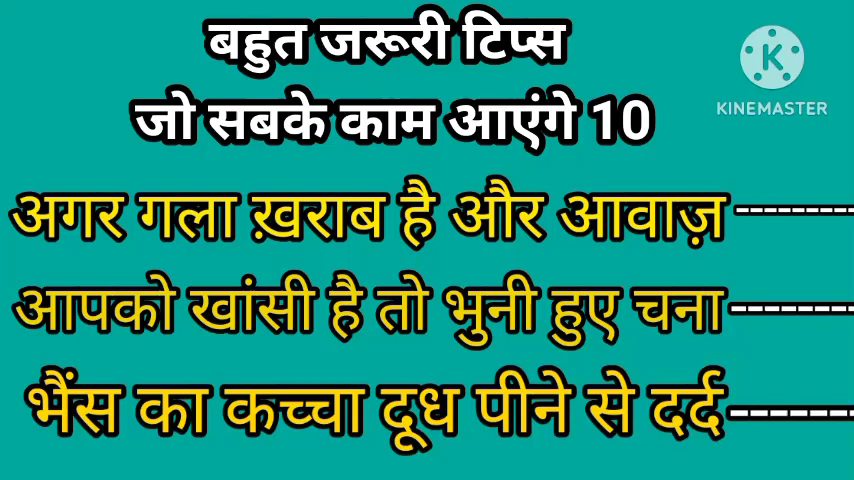 बहुत जरूरी टिप्स
जो सबके काम आएंगे 10
KINEMASTER
अगर गला ख़राब है और आवाज़ ---------
आपको खांसी है तो भुनी हुए चना ---------
भैंस का कच्चा दूध पीने से दर्द ---------